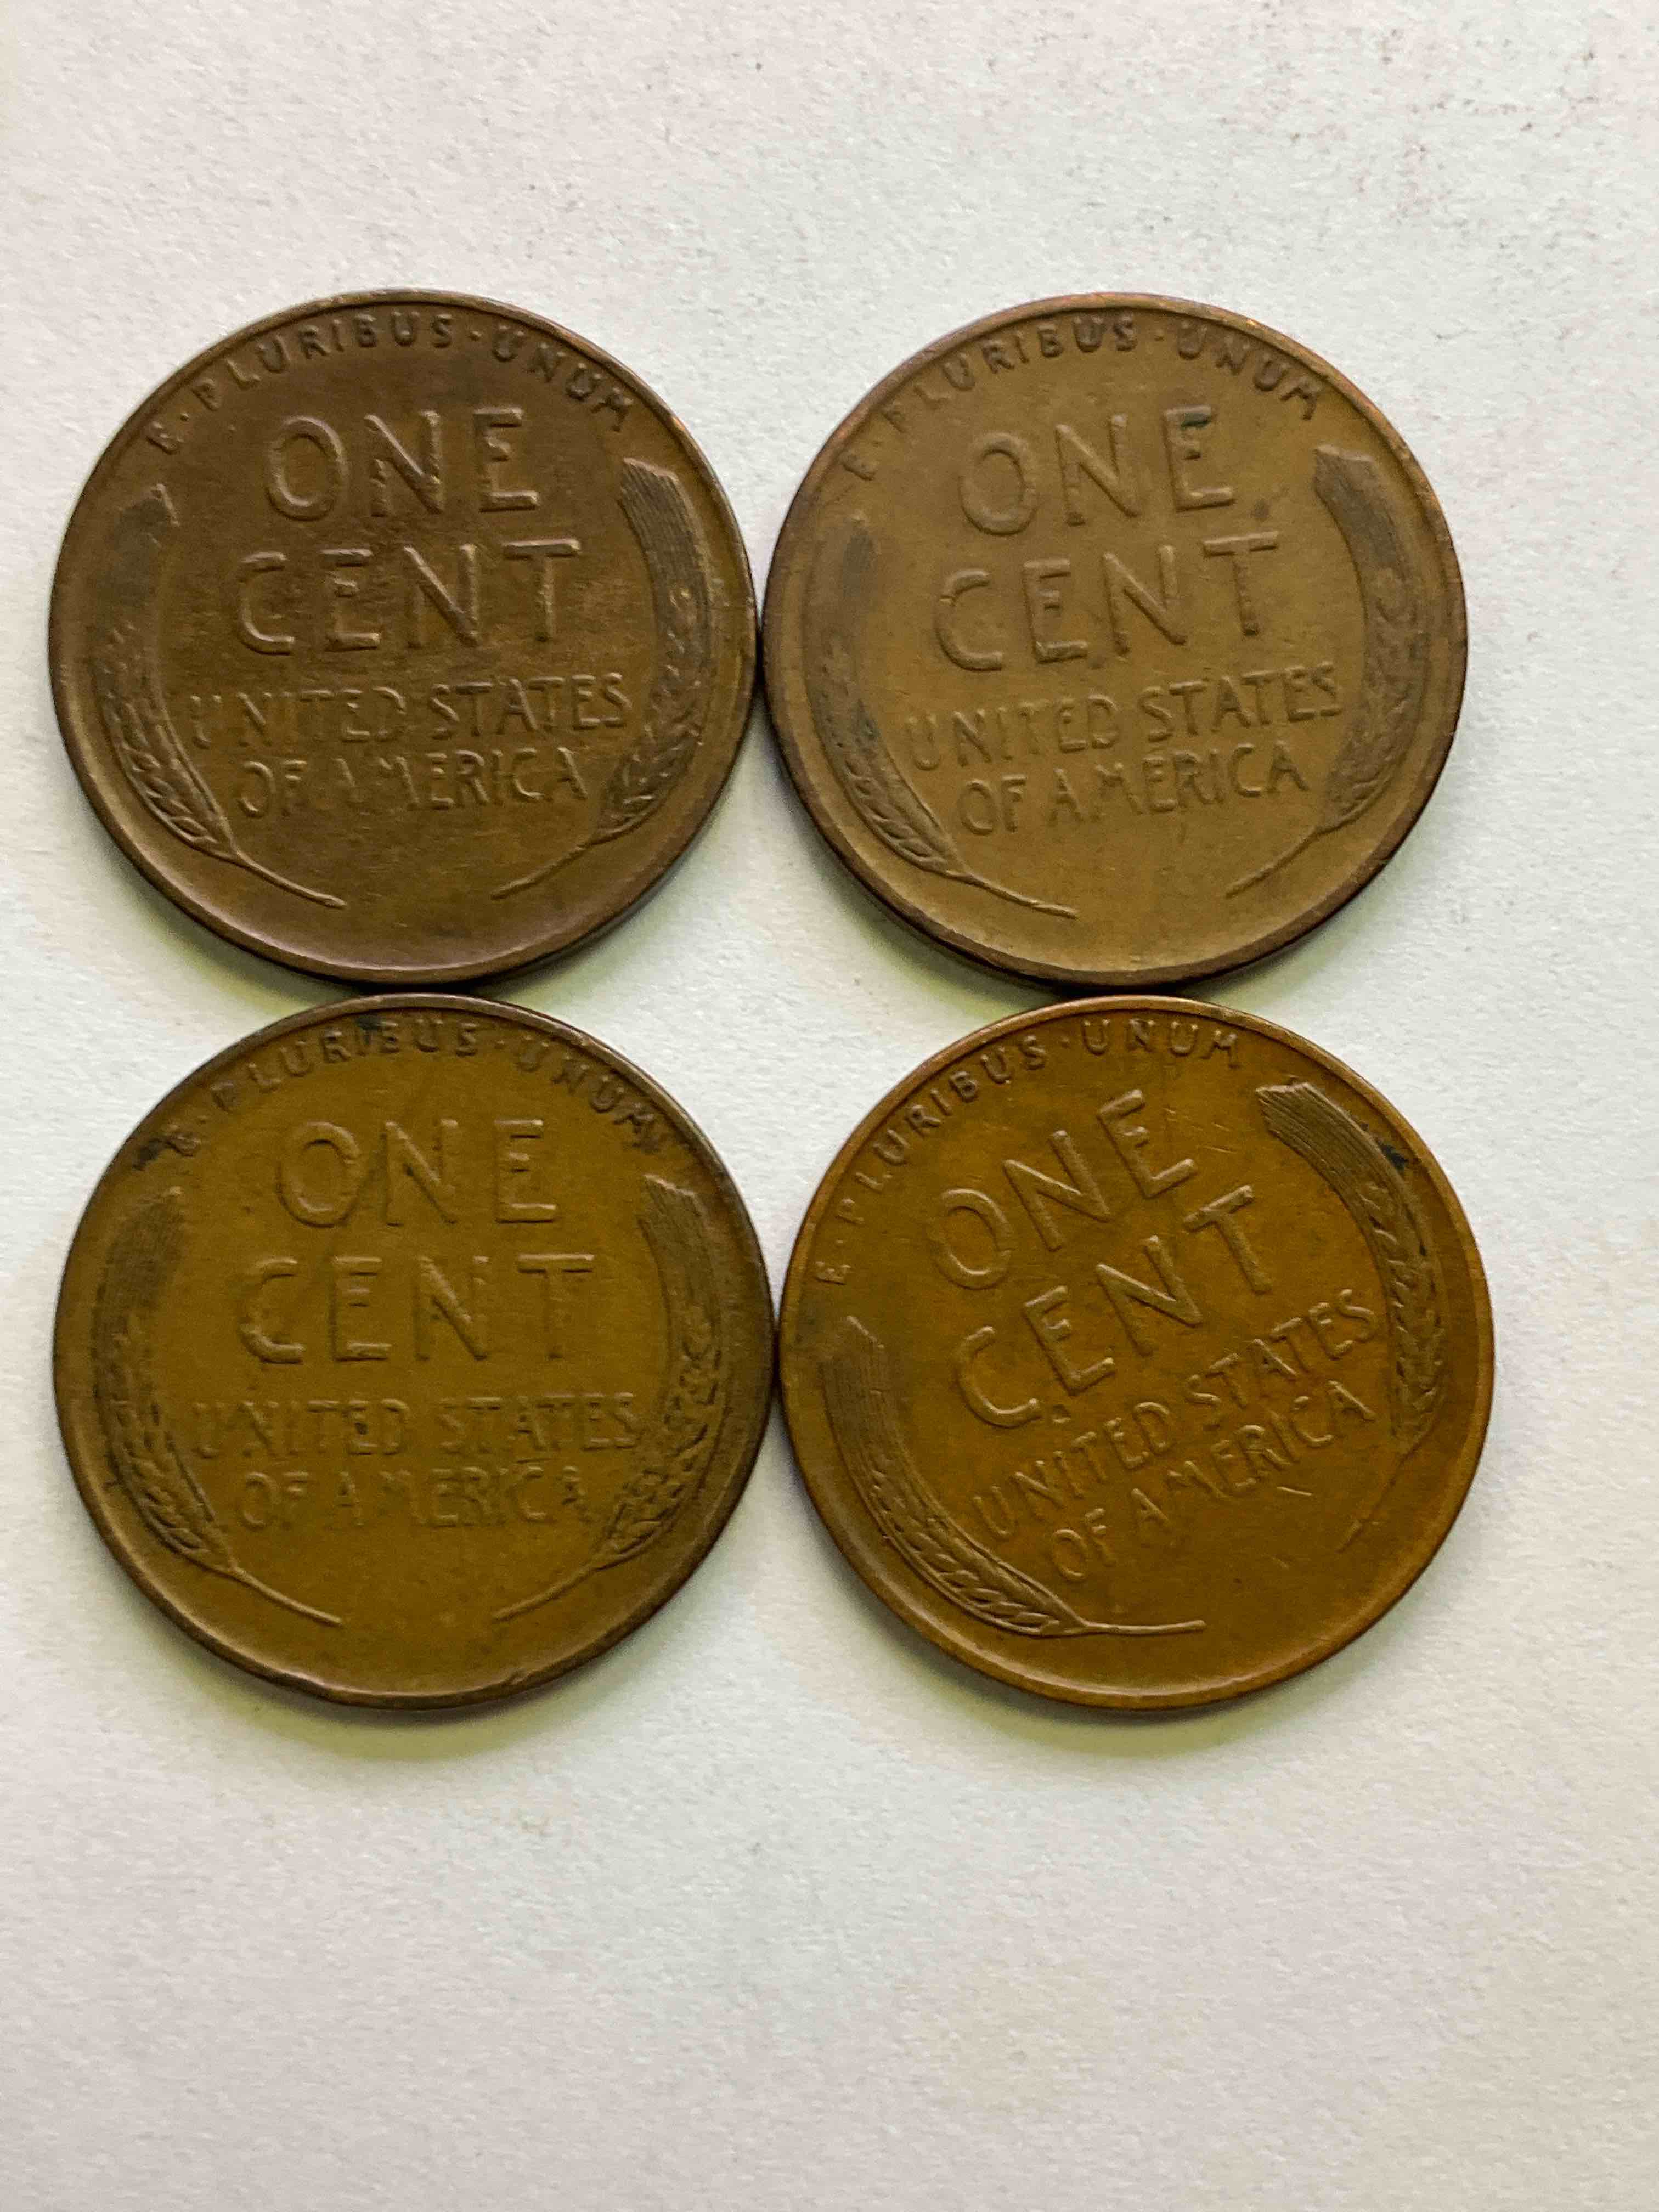 E·PLURIBUS·UNUM
ONE
CENT
UNITED STATES
OF AMERICA
E·PLURIBUS·UNUM
ONE
CENT
UNITED STATES
OF AMERICA
E·PLURIBUS·UNUM
ONE
CENT
UNITED STATES
OF AMERICA
E·PLURIBUS·UNUM
ONE
CENT
UNITED STATES
OF AMERICA